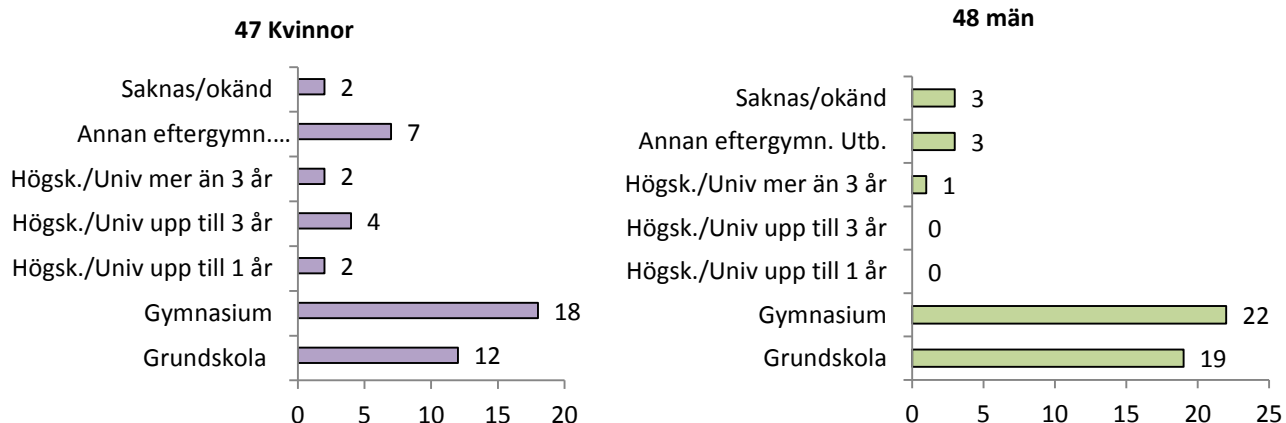 47 Kvinnor
Saknas/okänd 2
Annan eftergymn.... 7
Högsk./Univ mer än 3 år 2
Högsk./Univ upp till 3 år 4
Högsk./Univ upp till 1 år 2
Gymnasium 18
Grundskola 12
0 5 10 15 20
48 män
Saknas/okänd 3
Annan eftergymn. Utb. 3
Högsk./Univ mer än 3 år 1
Högsk./Univ upp till 3 år 0
Högsk./Univ upp till 1 år 0
Gymnasium 22
Grundskola 19
0 5 10 15 20 25